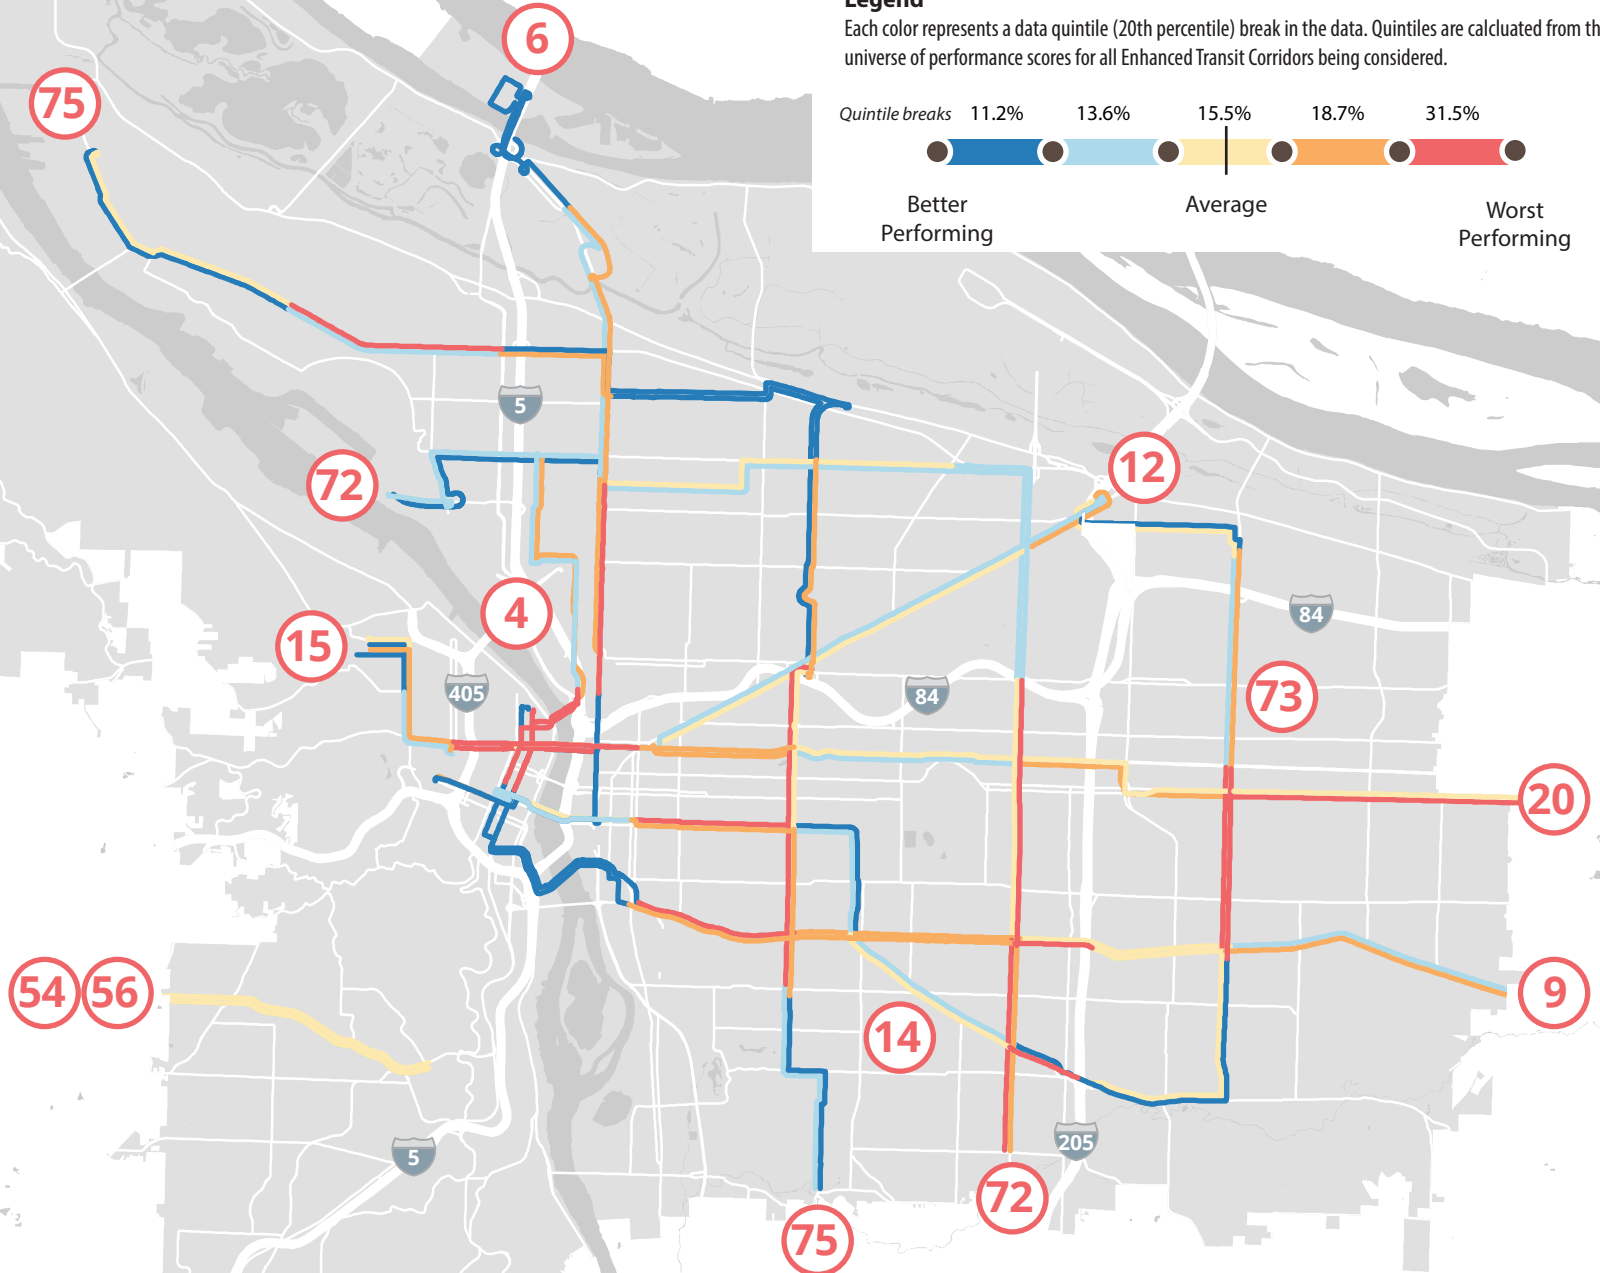 Legend
Each color represents a data quintile (20th percentile) break in the data. Quintiles are calcluated from th
universe of performance scores for all Enhanced Transit Corridors being considered.
Quintile breaks 11.2% 13.6% 15.5% 18.7% 31.5%
Better
Performing
Average
Worst
Performing
6
75
5
72
12
4
84
15
405
84
73
20
54 56
9
14
5
205
72
75